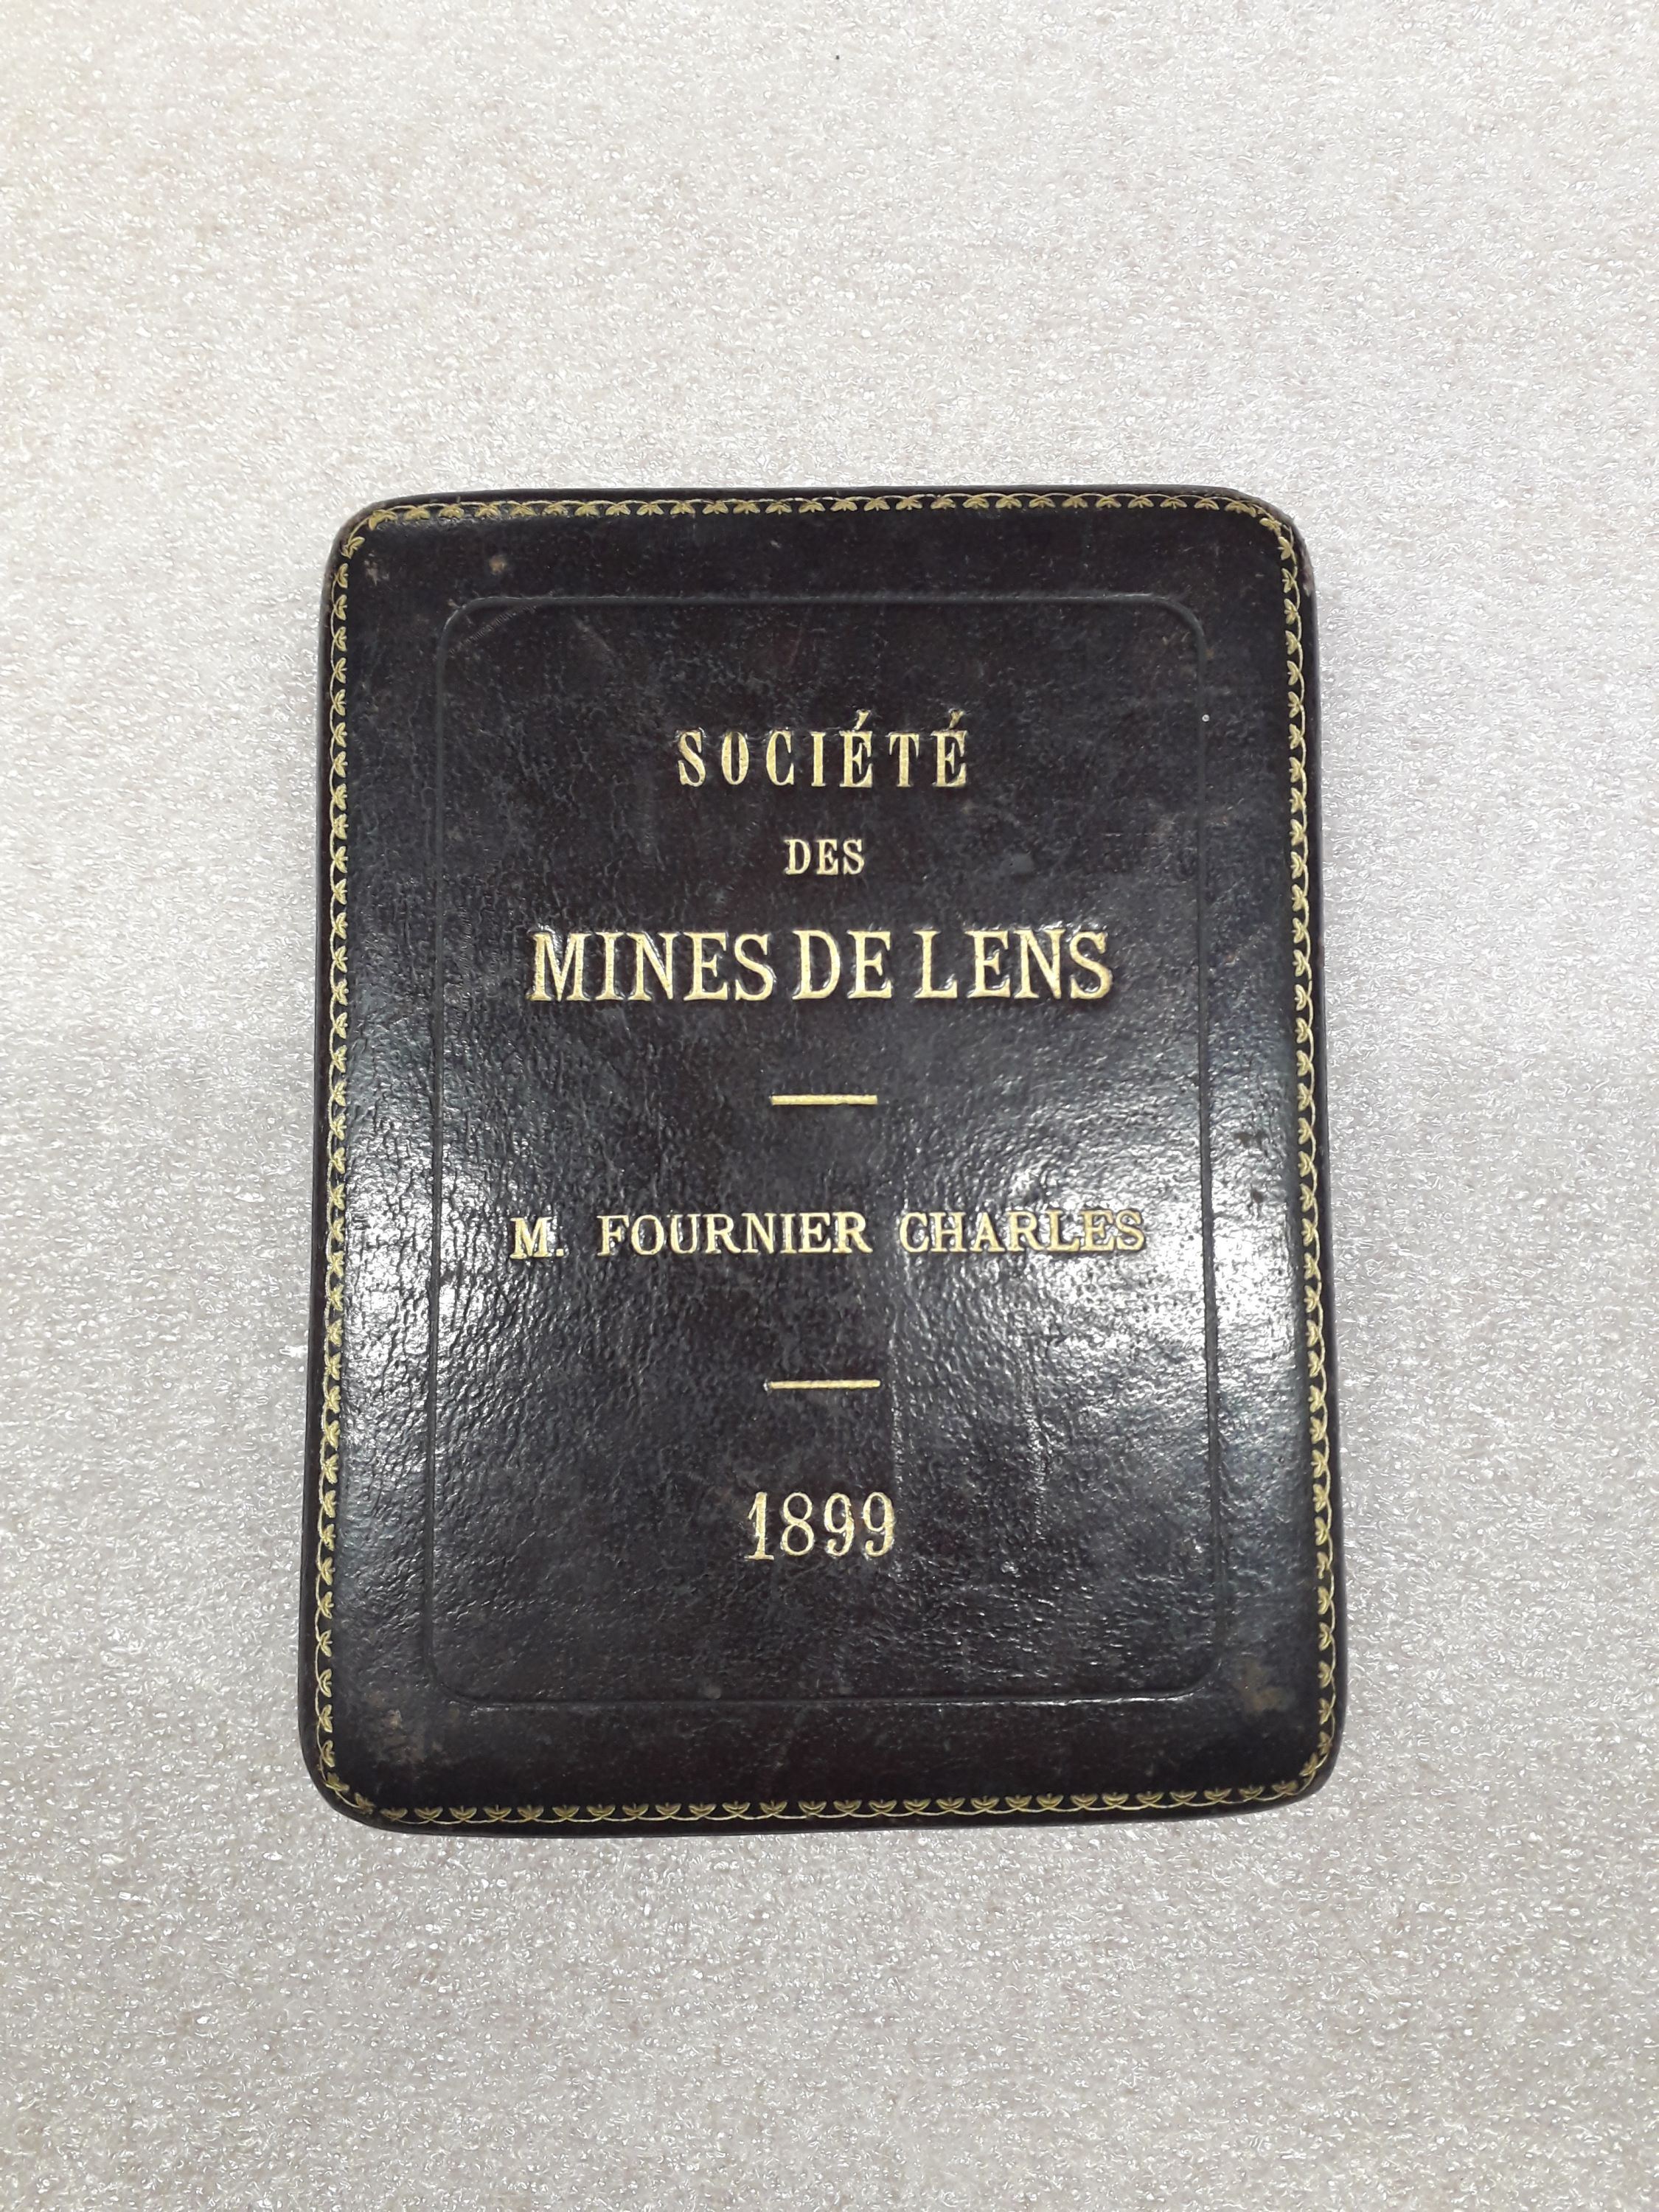 SOCIÉTÉ
DES
MINES DE LENS
M. FOURNIER CHARLES
1899